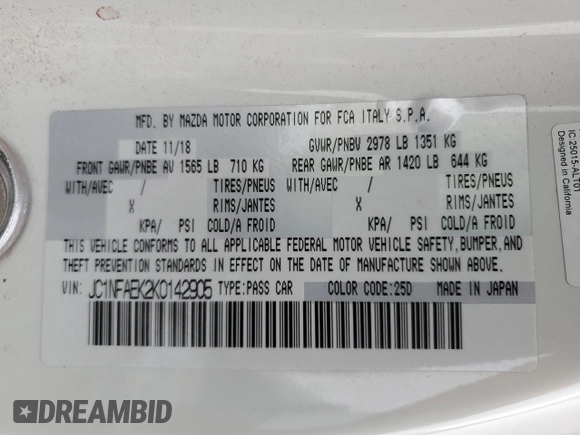 MFD. BY MAZDA MOTOR CORPORATION FOR FCA ITALY S.P.A.
DATE 11/18 GVWR/PNBV 2978 LB 1351 KG
FRONT GAWR/PNBE AV 1565 LB 710 KG REAR GAWR/PNBE AR 1420 LB 644 KG
WITH/AVEC / TIRES/PNEUS WITH/AVEC / TIRES/PNEUS
X RIMS/JANTES X RIMS/JANTES
KPA/ PSI COLD/A FROID KPA/ PSI COLD/A FROID
THIS VEHICLE CONFORMS TO ALL APPLICABLE FEDERAL MOTOR VEHICLE SAFETY, BUMPER, AND
THEFT PREVENTION STANDARDS IN EFFECT ON THE DATE OF MANUFACTURE SHOWN ABOVE.
VIN: JC1NFAEK2K0142905 TYPE: PASS CAR COLOR CODE: 25D MADE IN JAPAN
IC:25015-ALT01
Designed in California
DREAMBID